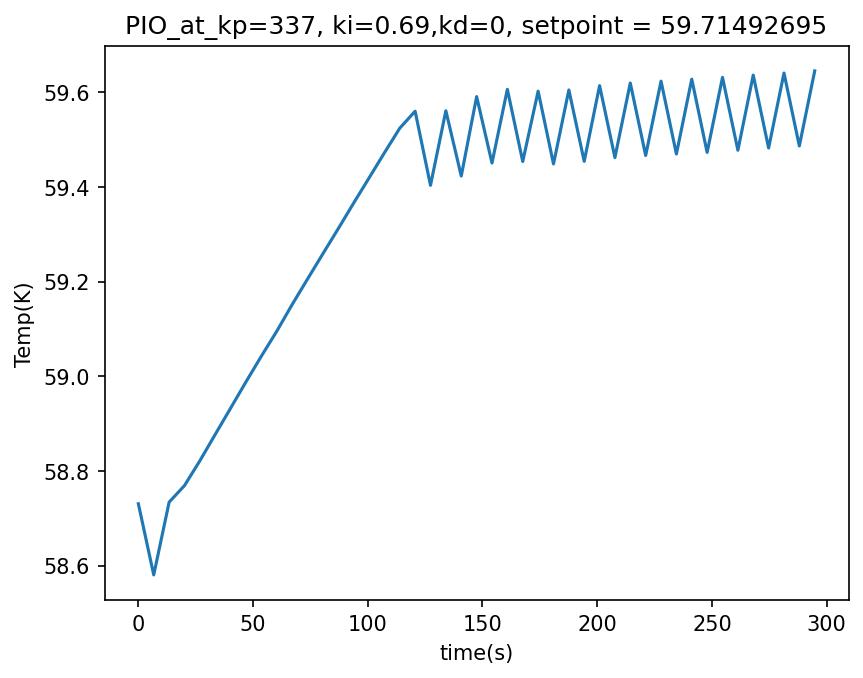 PIO_at_kp=337, ki=0.69,kd=0, setpoint = 59.71492695
59.6
59.4
59.2
59.0
58.8
58.6
Temp(K)
0 50 100 150 200 250 300
time(s)